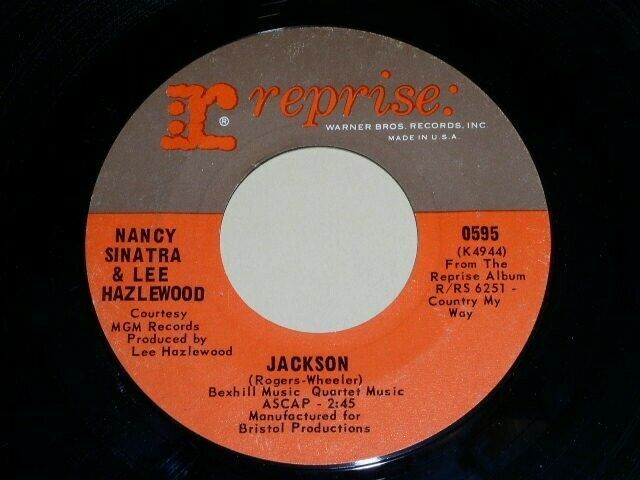 r® reprise:
WARNER BROS. RECORDS, INC.
MADE IN U.S.A.
NANCY
SINATRA
& LEE
HAZLEWOOD
Courtesy
MGM Records
Produced by
Lee Hazlewood
0595
(K4944)
From The
Reprise Album
R/RS 6251 -
Country My
Way
JACKSON
(Rogers-Wheeler)
Bexhill Music Quartet Music
ASCAP - 2:45
Manufactured for
Bristol Productions